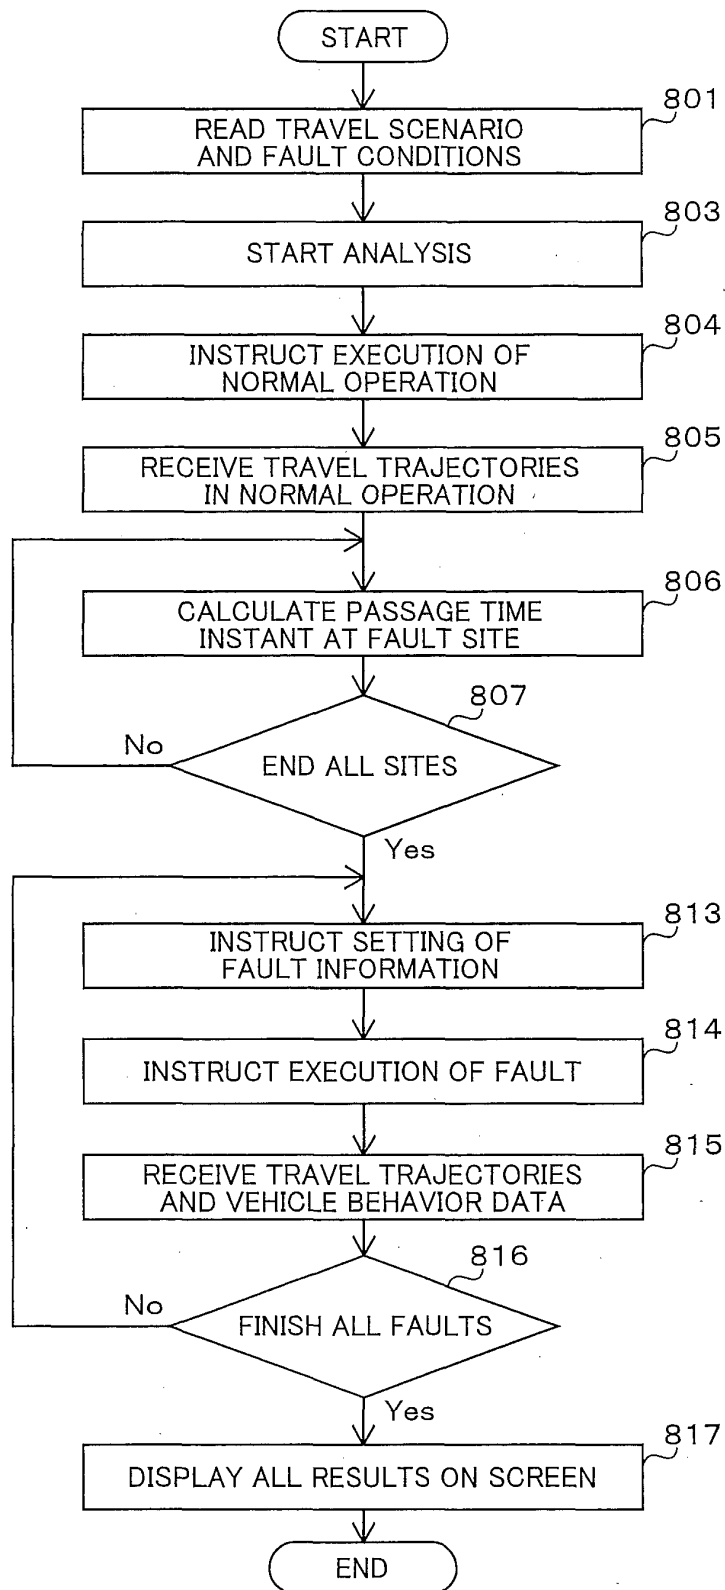 START
801
READ TRAVEL SCENARIO
AND FAULT CONDITIONS
803
START ANALYSIS
804
INSTRUCT EXECUTION OF
NORMAL OPERATION
805
RECEIVE TRAVEL TRAJECTORIES
IN NORMAL OPERATION
806
CALCULATE PASSAGE TIME
INSTANT AT FAULT SITE
807
No
END ALL SITES
Yes
813
INSTRUCT SETTING OF
FAULT INFORMATION
814
INSTRUCT EXECUTION OF FAULT
815
RECEIVE TRAVEL TRAJECTORIES
AND VEHICLE BEHAVIOR DATA
816
No
FINISH ALL FAULTS
Yes
817
DISPLAY ALL RESULTS ON SCREEN
END